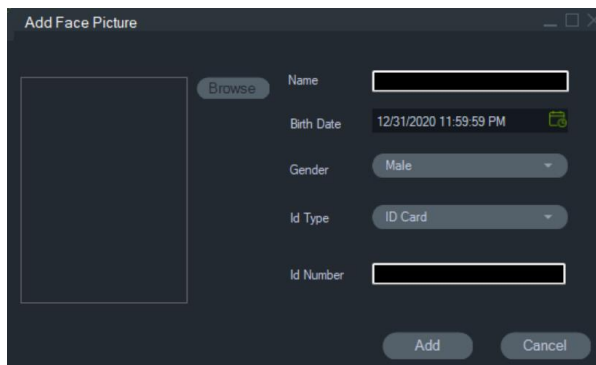 Add Face Picture
Browse
Name
Birth Date 12/31/2020 11:59:59 PM
Gender Male
Id Type ID Card
Id Number
Add Cancel